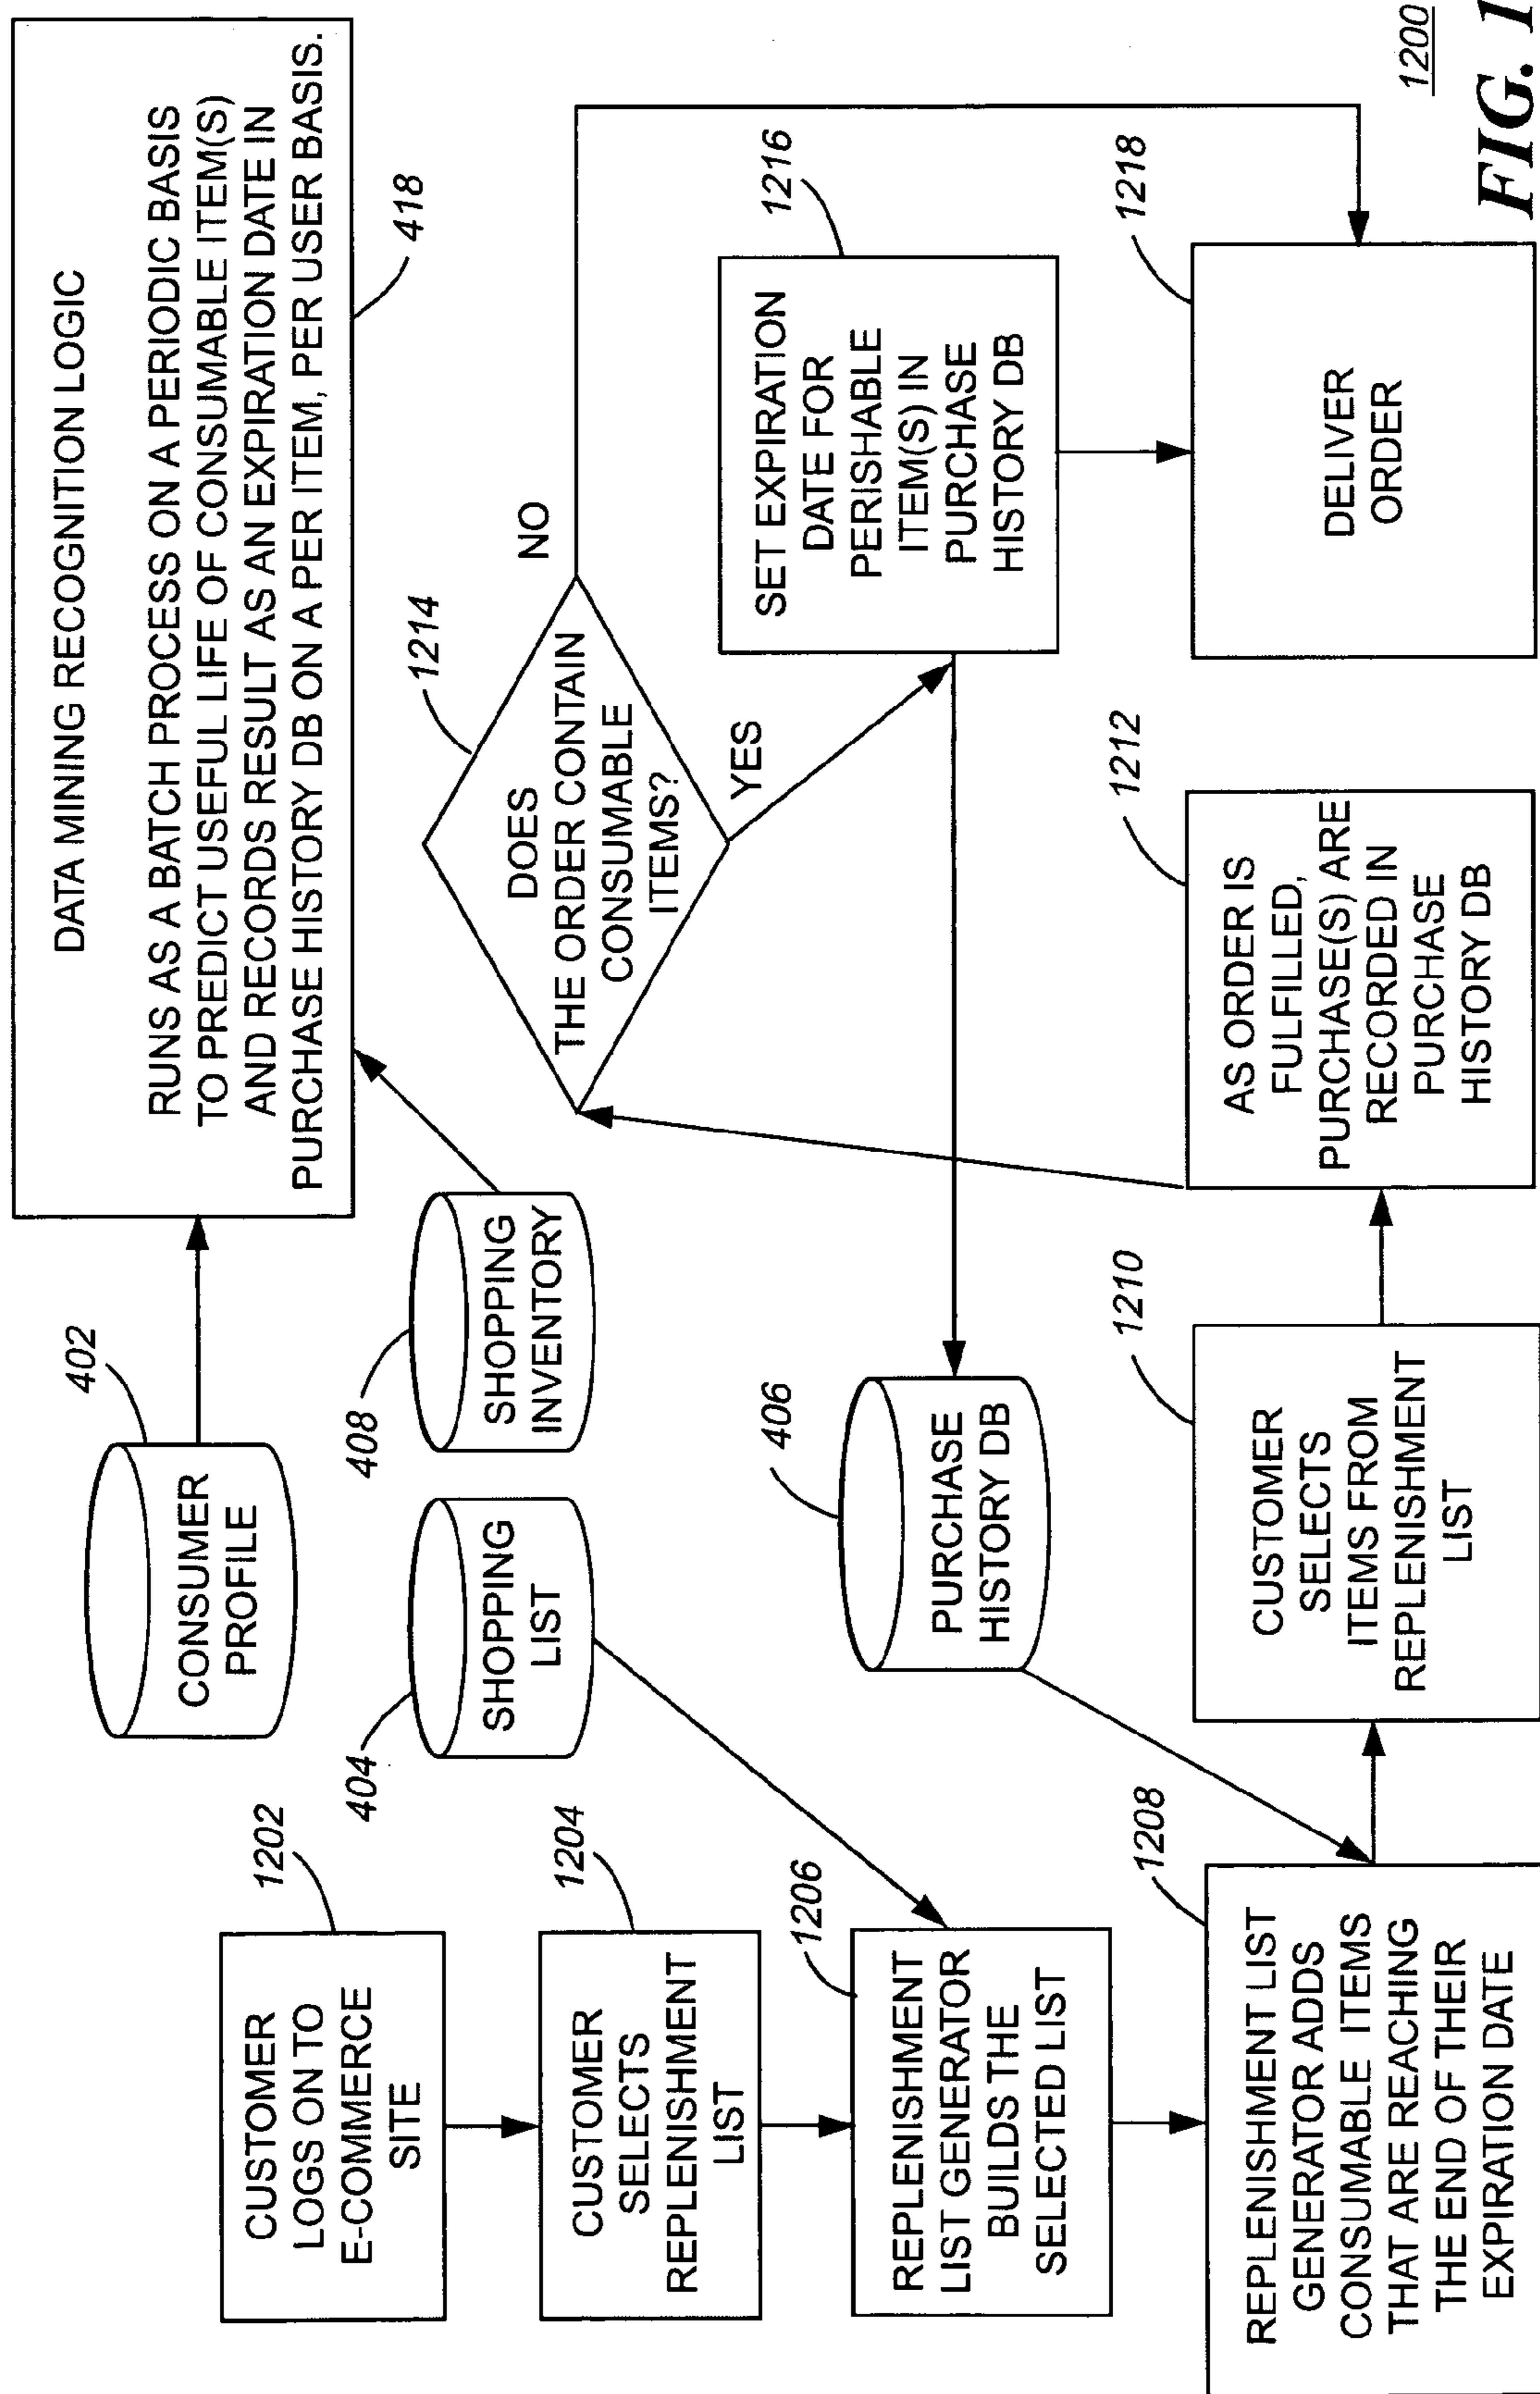 DATA MINING RECOGNITION LOGIC
RUNS AS A BATCH PROCESS ON A PERIODIC BASIS
TO PREDICT USEFUL LIFE OF CONSUMABLE ITEM(S)
AND RECORDS RESULT AS AN EXPIRATION DATE IN
PURCHASE HISTORY DB ON A PER ITEM, PER USER BASIS.
418
402
CONSUMER
PROFILE
408
SHOPPING
INVENTORY
404
SHOPPING
LIST
1202
CUSTOMER
LOGS ON TO
E-COMMERCE
SITE
1204
CUSTOMER
SELECTS
REPLENISHMENT
LIST
1206
REPLENISHMENT
LIST GENERATOR
BUILDS THE
SELECTED LIST
1208
REPLENISHMENT LIST
GENERATOR ADDS
CONSUMABLE ITEMS
THAT ARE REACHING
THE END OF THEIR
EXPIRATION DATE
406
PURCHASE
HISTORY DB
1210
CUSTOMER
SELECTS
ITEMS FROM
REPLENISHMENT
LIST
1212
AS ORDER IS
FULFILLED,
PURCHASE(S) ARE
RECORDED IN
PURCHASE
HISTORY DB
1214
DOES
THE ORDER CONTAIN
CONSUMABLE
ITEMS?
NO
YES
1216
SET EXPIRATION
DATE FOR
PERISHABLE
ITEM(S) IN
PURCHASE
HISTORY DB
1218
DELIVER
ORDER
1200
FIG. 1